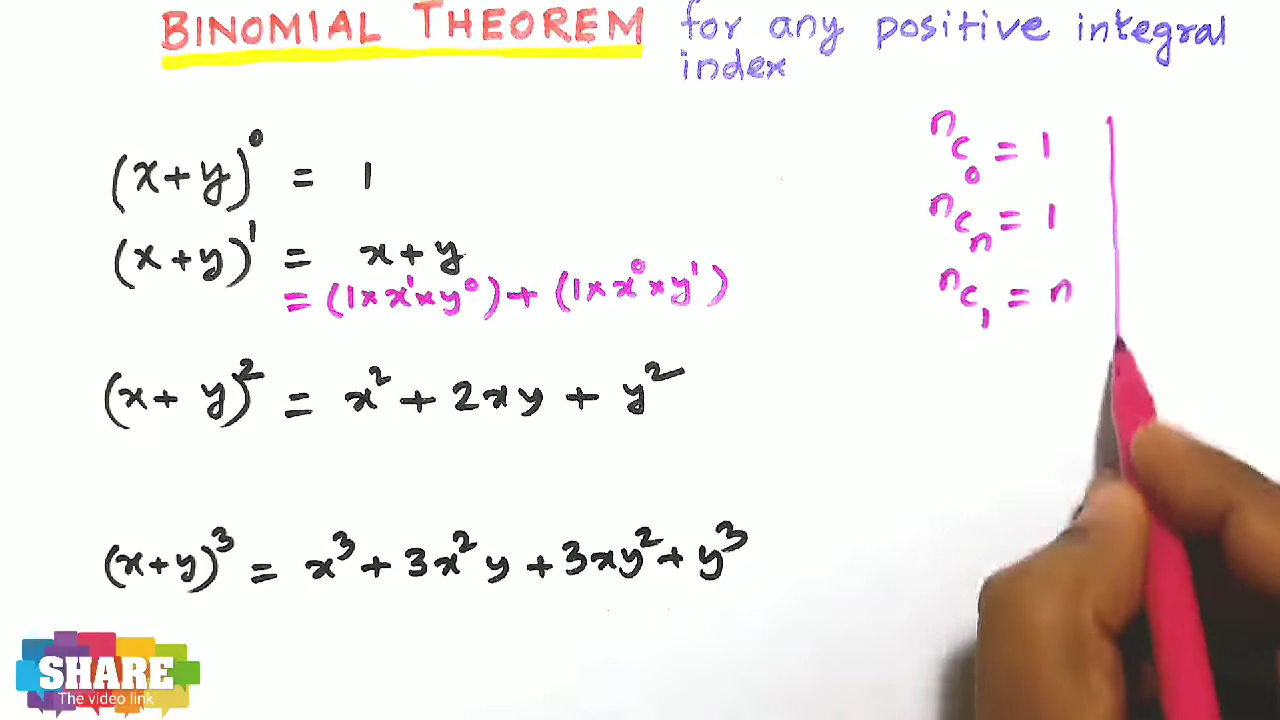 BINOMIAL THEOREM for any positive integral
index
(x+y)⁰ = 1
(x+y)¹ = x+y
= (1×x¹×y⁰) + (1×x⁰×y¹)
(x+y)² = x² + 2xy + y²
(x+y)³ = x³ + 3x²y + 3xy² + y³
ⁿC₀ = 1
ⁿCₙ = 1
ⁿC₁ = n
SHARE
The video link